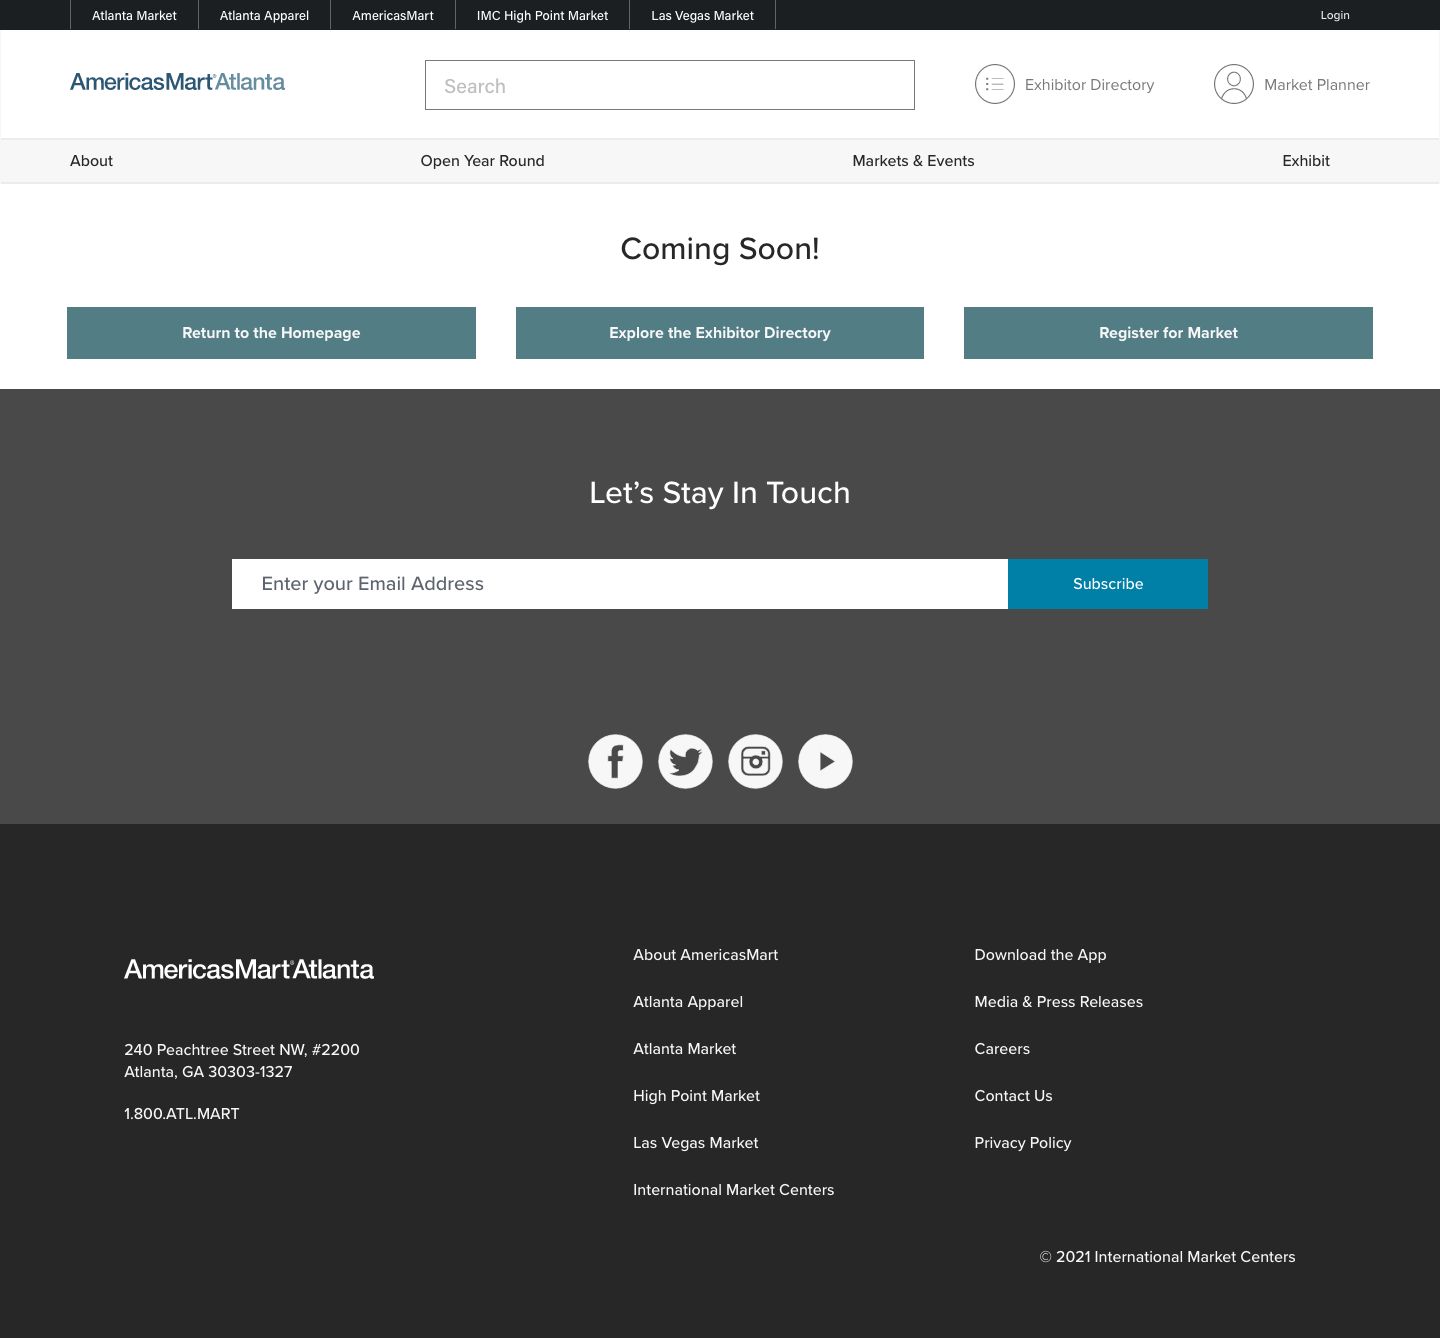 Atlanta Market
Atlanta Apparel
AmericasMart
IMC High Point Market
Las Vegas Market
Login
AmericasMart®Atlanta
Search
Exhibitor Directory
Market Planner
About
Open Year Round
Markets & Events
Exhibit
Coming Soon!
Return to the Homepage
Explore the Exhibitor Directory
Register for Market
Let’s Stay In Touch
Enter your Email Address
Subscribe
AmericasMart®Atlanta
240 Peachtree Street NW, #2200
Atlanta, GA 30303-1327
1.800.ATL.MART
About AmericasMart
Atlanta Apparel
Atlanta Market
High Point Market
Las Vegas Market
International Market Centers
Download the App
Media & Press Releases
Careers
Contact Us
Privacy Policy
© 2021 International Market Centers